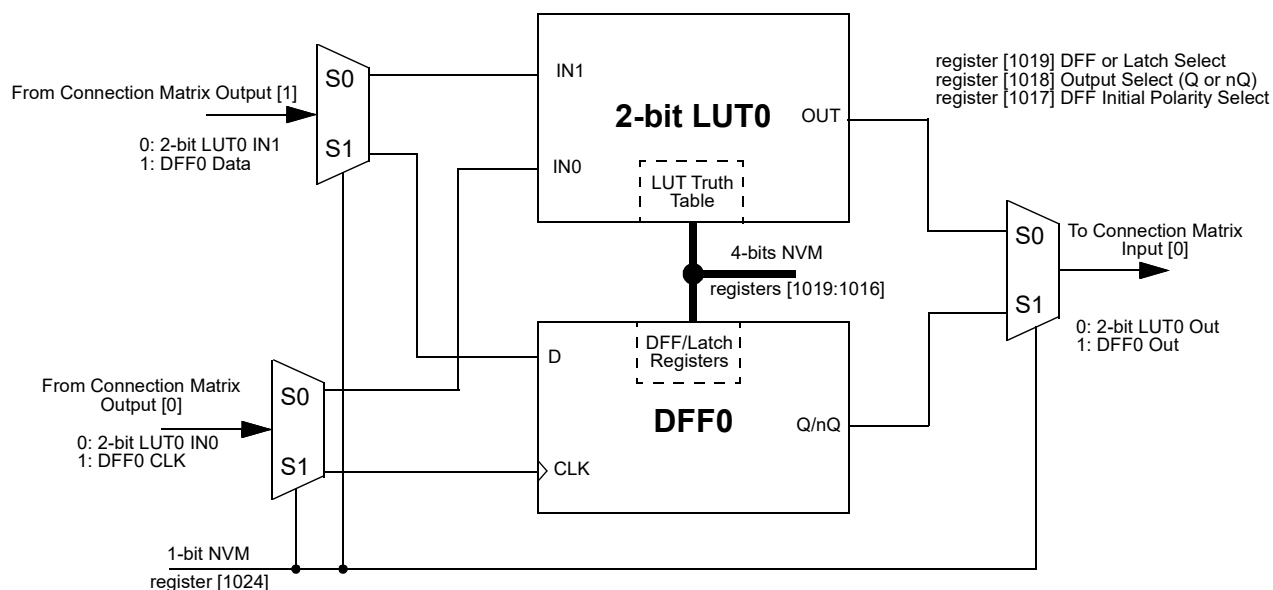 From Connection Matrix Output [1]
0: 2-bit LUT0 IN1
1: DFF0 Data
S0
S1
IN1
IN0
2-bit LUT0
OUT
LUT Truth
Table
register [1019] DFF or Latch Select
register [1018] Output Select (Q or nQ)
register [1017] DFF Initial Polarity Select
4-bits NVM
registers [1019:1016]
S0
S1
To Connection Matrix
Input [0]
0: 2-bit LUT0 Out
1: DFF0 Out
From Connection Matrix
Output [0]
0: 2-bit LUT0 IN0
1: DFF0 CLK
S0
S1
D
CLK
DFF/Latch
Registers
DFF0
Q/nQ
1-bit NVM
register [1024]